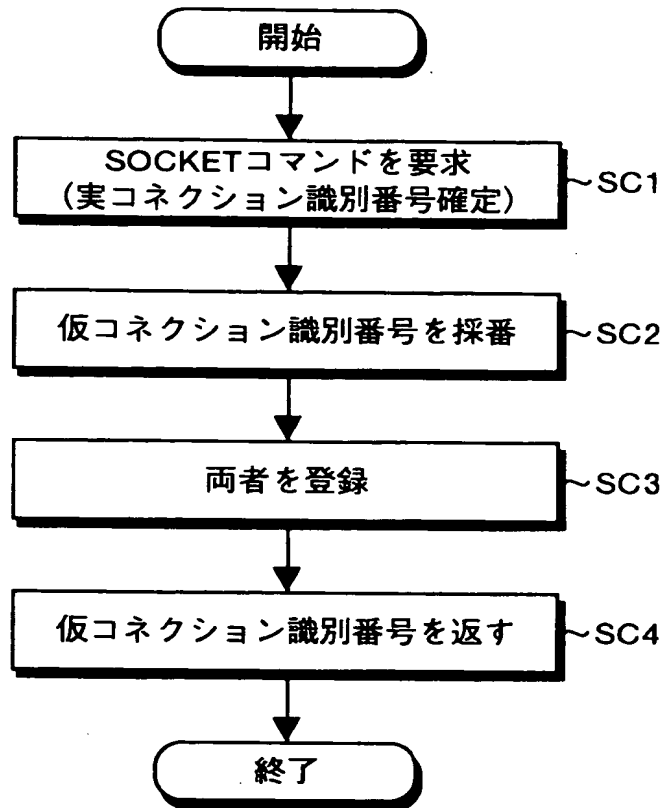 開始
SOCKETコマンドを要求
(実コネクション識別番号確定)
~SC1
仮コネクション識別番号を採番
~SC2
両者を登録
~SC3
仮コネクション識別番号を返す
~SC4
終了